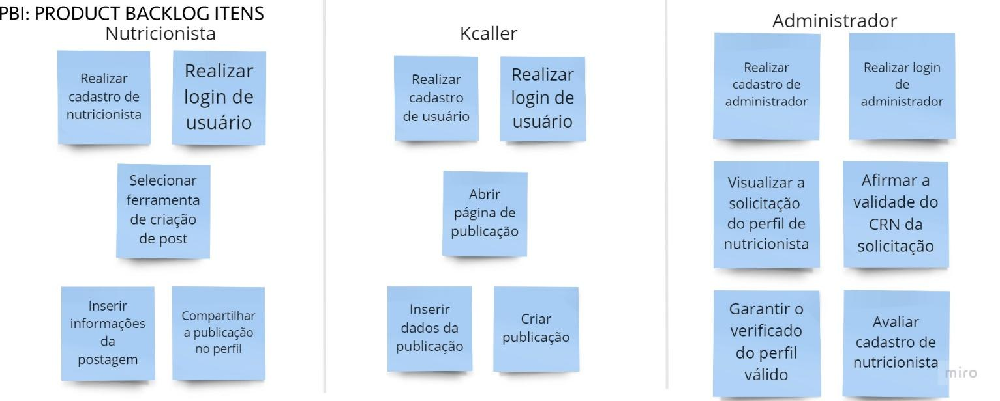 PBI: PRODUCT BACKLOG ITENS
Nutricionista
Realizar
cadastro de
nutricionista
Realizar
login de
usuário
Selecionar
ferramenta
de criação
de post
Inserir
informações
da
postagem
Compartilhar
a publicação
no perfil
Kcaller
Realizar
cadastro
de usuário
Realizar
login de
usuário
Abrir
página de
publicação
Inserir
dados da
publicação
Criar
publicação
Administrador
Realizar
cadastro de
administrador
Realizar login
de
administrador
Visualizar a
solicitação
do perfil de
nutricionista
Afirmar a
validade do
CRN da
solicitação
Garantir o
verificado
do perfil
válido
Avaliar
cadastro de
nutricionista
miro